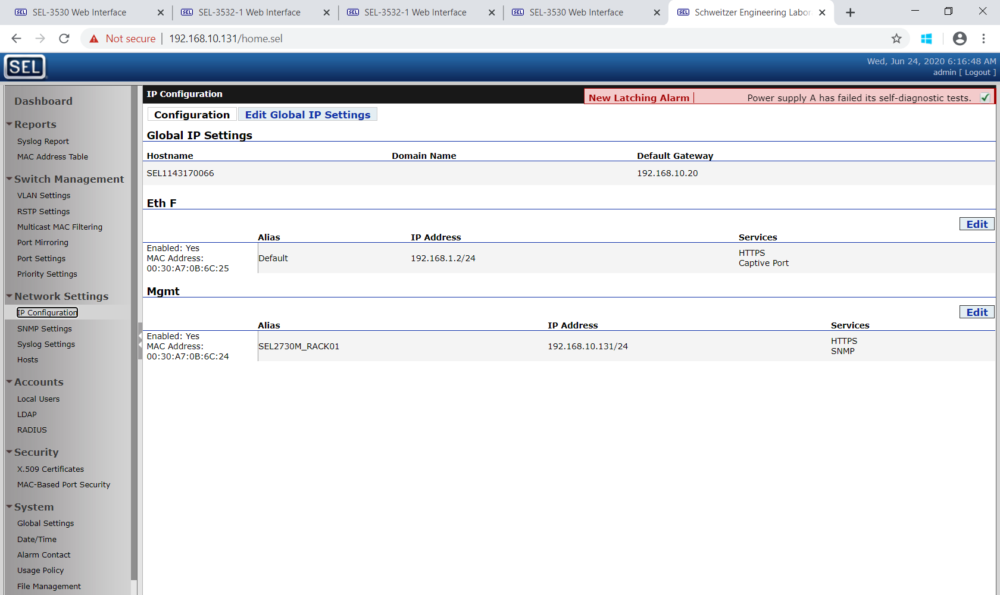 SEL SEL-3530 Web Interface SEL SEL-3532-1 Web Interface SEL SEL-3532-1 Web Interface SEL SEL-3530 Web Interface SEL Schweitzer Engineering Labor
Not secure 192.168.10.131/home.sel
SEL
Wed, Jun 24, 2020 6:16:48 AM
admin [ Logout ]
Dashboard
Reports
Syslog Report
MAC Address Table
Switch Management
VLAN Settings
RSTP Settings
Multicast MAC Filtering
Port Mirroring
Port Settings
Priority Settings
Network Settings
IP Configuration
SNMP Settings
Syslog Settings
Hosts
Accounts
Local Users
LDAP
RADIUS
Security
X.509 Certificates
MAC-Based Port Security
System
Global Settings
Date/Time
Alarm Contact
Usage Policy
File Management
IP Configuration
New Latching Alarm Power supply A has failed its self-diagnostic tests.
Configuration Edit Global IP Settings
Global IP Settings
Hostname Domain Name Default Gateway
SEL1143170066 192.168.10.20
Eth F
Edit
Alias IP Address Services
Enabled: Yes
MAC Address:
00:30:A7:0B:6C:25
Default 192.168.1.2/24
HTTPS
Captive Port
Mgmt
Edit
Alias IP Address Services
Enabled: Yes
MAC Address:
00:30:A7:0B:6C:24
SEL2730M_RACK01 192.168.10.131/24
HTTPS
SNMP